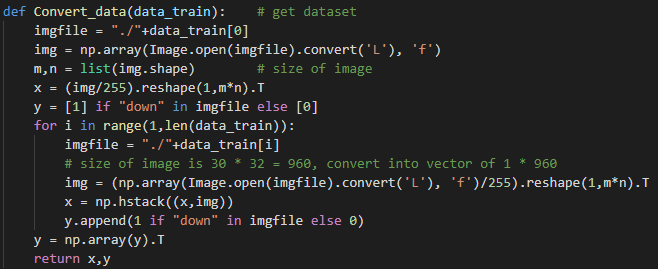 def Convert_data(data_train):    # get dataset
    imgfile = "./"+data_train[0]
    img = np.array(Image.open(imgfile).convert('L'), 'f')
    m,n = list(img.shape)        # size of image
    x = (img/255).reshape(1,m*n).T
    y = [1] if "down" in imgfile else [0]
    for i in range(1,len(data_train)):
        imgfile = "./"+data_train[i]
        # size of image is 30 * 32 = 960, convert into vector of 1 * 960
        img = (np.array(Image.open(imgfile).convert('L'), 'f')/255).reshape(1,m*n).T
        x = np.hstack((x,img))
        y.append(1 if "down" in imgfile else 0)
    y = np.array(y).T
    return x,y